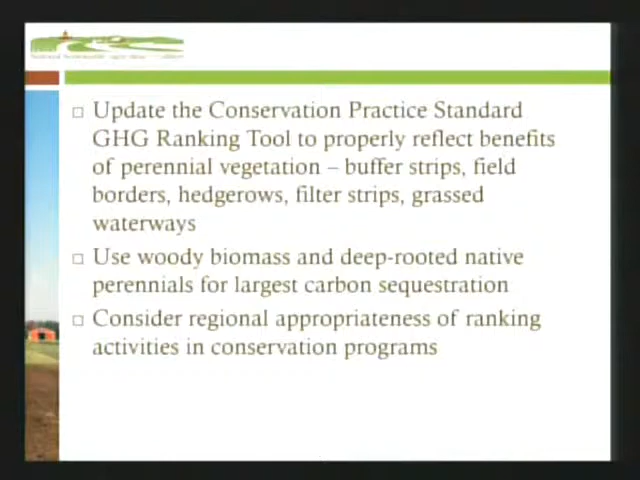 □ Update the Conservation Practice Standard
GHG Ranking Tool to properly reflect benefits
of perennial vegetation – buffer strips, field
borders, hedgerows, filter strips, grassed
waterways
□ Use woody biomass and deep-rooted native
perennials for largest carbon sequestration
□ Consider regional appropriateness of ranking
activities in conservation programs